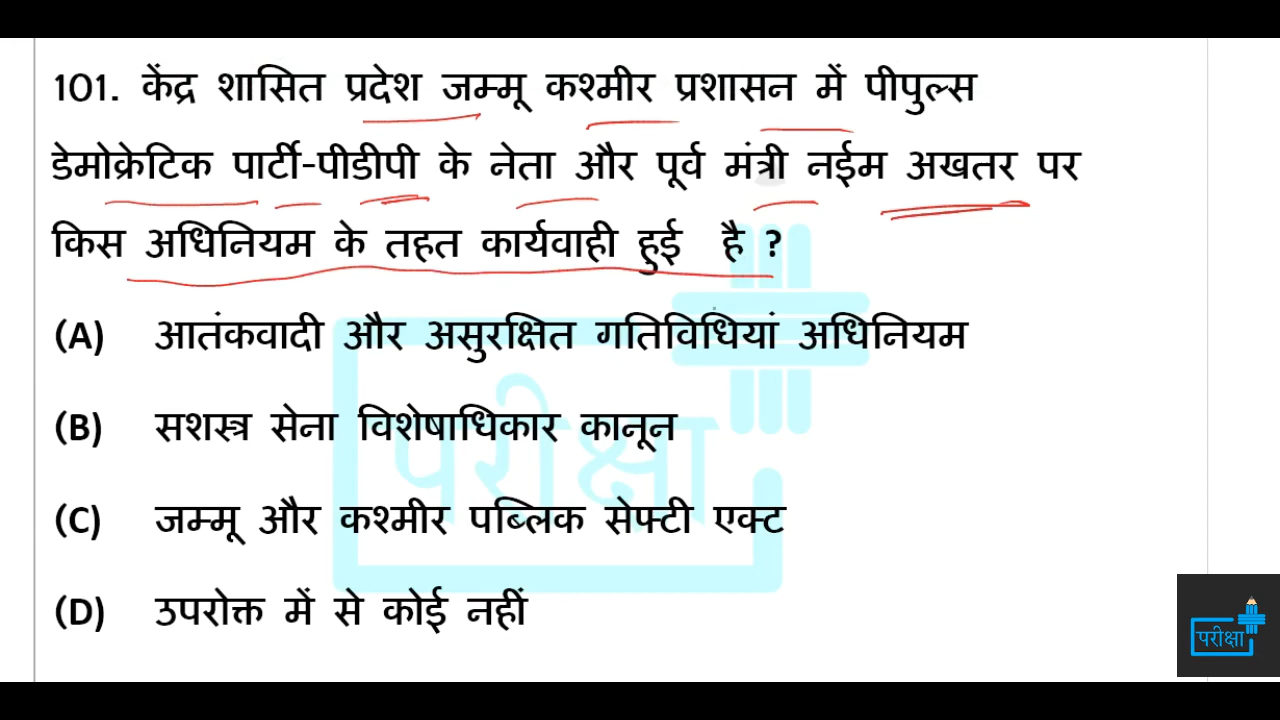 101. केंद्र शासित प्रदेश जम्मू कश्मीर प्रशासन में पीपुल्स
डेमोक्रेटिक पार्टी-पीडीपी के नेता और पूर्व मंत्री नईम अखतर पर
किस अधिनियम के तहत कार्यवाही हुई है ?
(A) आतंकवादी और असुरक्षित गतिविधियां अधिनियम
(B) सशस्त्र सेना विशेषाधिकार कानून
(C) जम्मू और कश्मीर पब्लिक सेफ्टी एक्ट
(D) उपरोक्त में से कोई नहीं
परीक्षा
परीक्षा